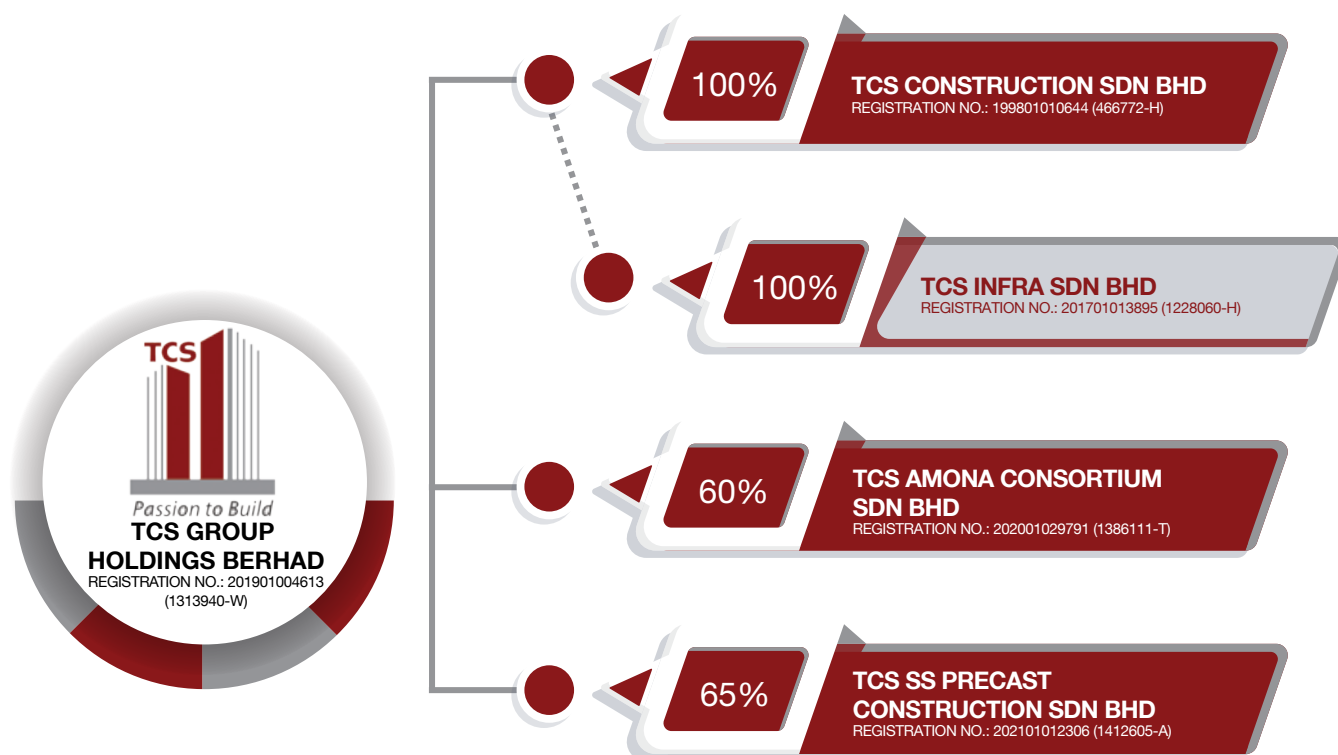 TCS
Passion to Build
TCS GROUP
HOLDINGS BERHAD
REGISTRATION NO.: 201901004613
(1313940-W)
100%
TCS CONSTRUCTION SDN BHD
REGISTRATION NO.: 199801010644 (466772-H)
100%
TCS INFRA SDN BHD
REGISTRATION NO.: 201701013895 (1228060-H)
60%
TCS AMONA CONSORTIUM
SDN BHD
REGISTRATION NO.: 202001029791 (1386111-T)
65%
TCS SS PRECAST
CONSTRUCTION SDN BHD
REGISTRATION NO.: 202101012306 (1412605-A)